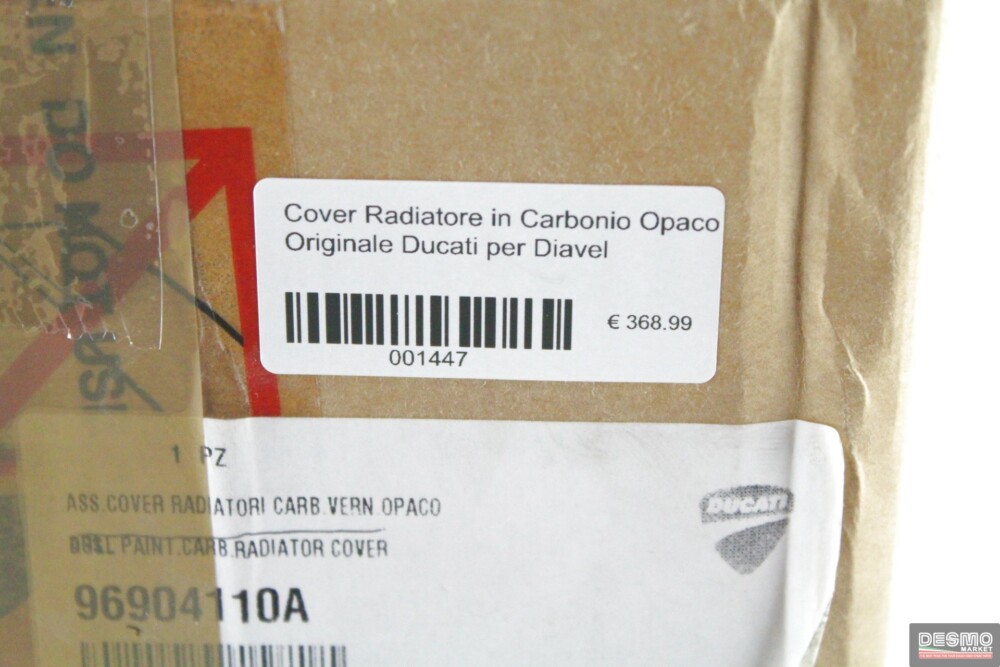 Cover Radiatore in Carbonio Opaco
Originale Ducati per Diavel
€ 368.99
001447
1 PZ
ASS.COVER RADIATORI CARB.VERN.OPACO
PAINT.CARB.RADIATOR COVER
96904110A
DUCATI
DESMO
MARKET